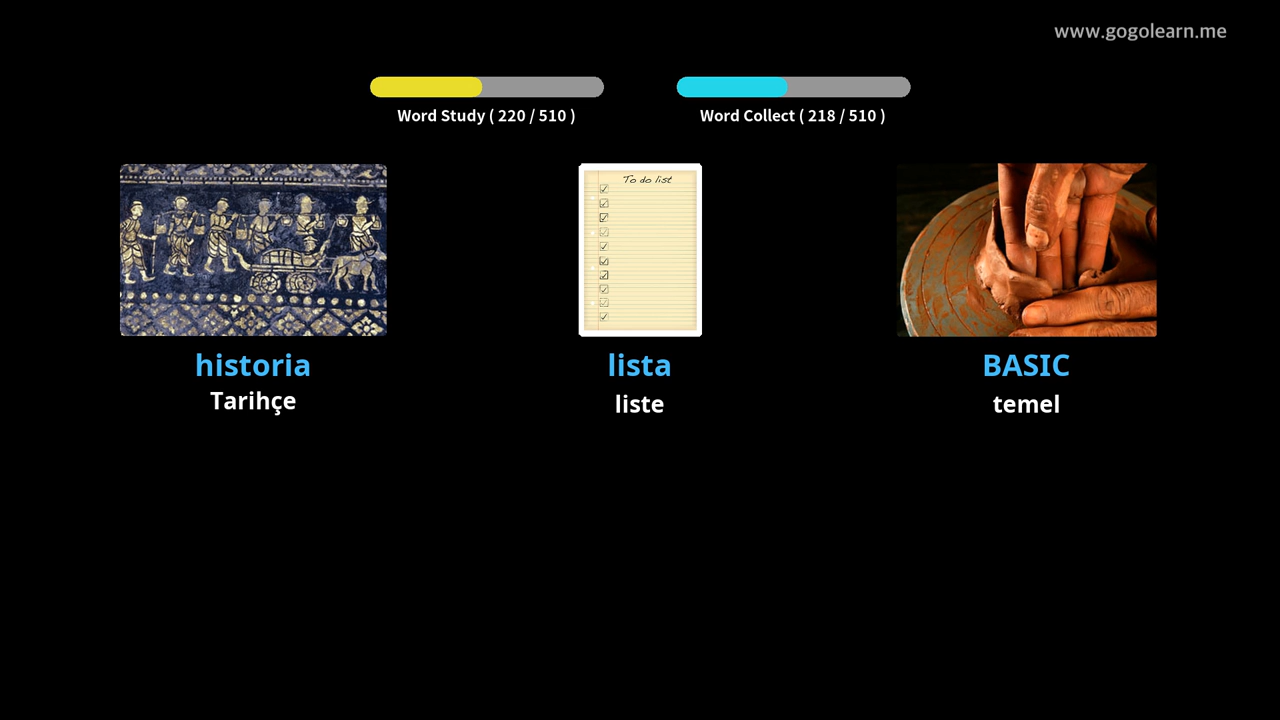 www.gogolearn.me
Word Study ( 220 / 510 )
Word Collect ( 218 / 510 )
To do list
historia
lista
BASIC
Tarihçe
liste
temel